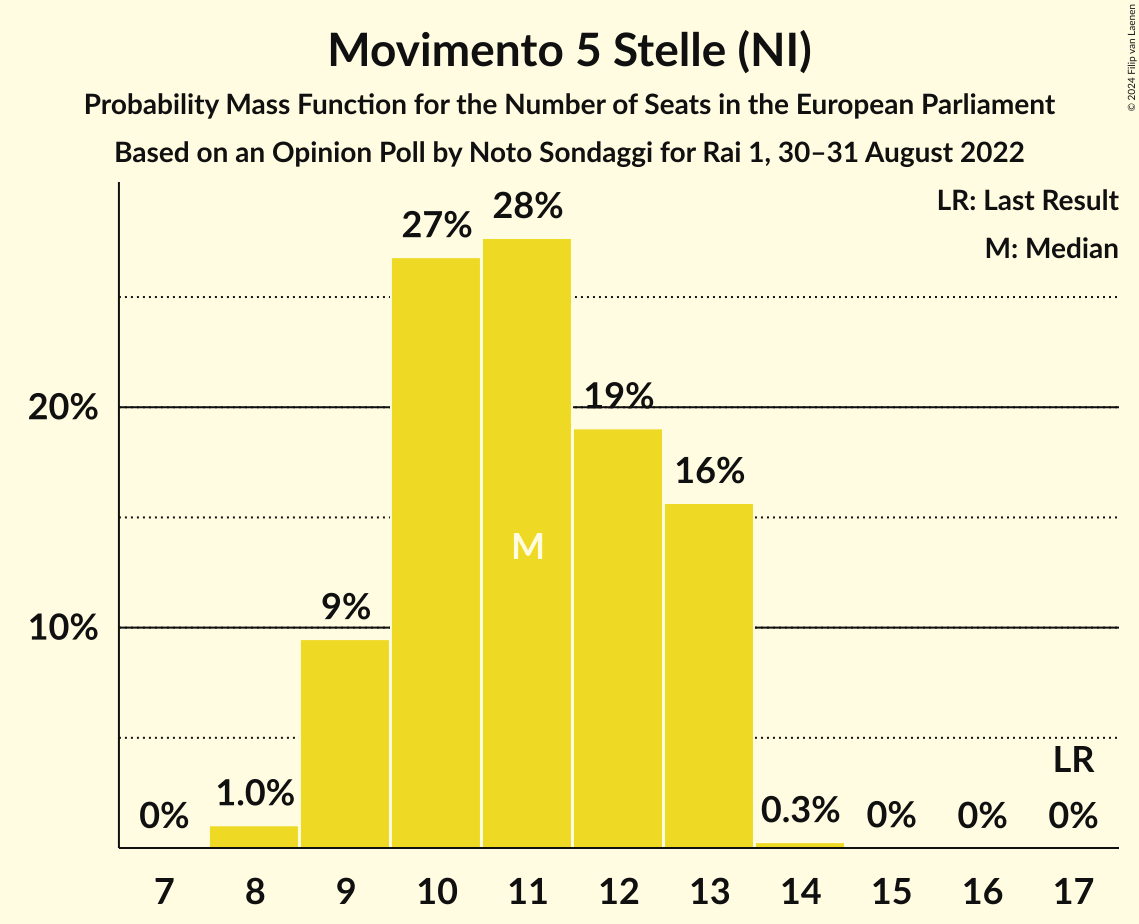 Movimento 5 Stelle (NI)
Probability Mass Function for the Number of Seats in the European Parliament
Based on an Opinion Poll by Noto Sondaggi for Rai 1, 30–31 August 2022
© 2024 Filip van Laenen
LR: Last Result
M: Median
28%
27%
20%
19%
16%
M
10%
9%
LR
1.0%
0.3%
0%
0%
0%
0%
7 8 9 10 11 12 13 14 15 16 17